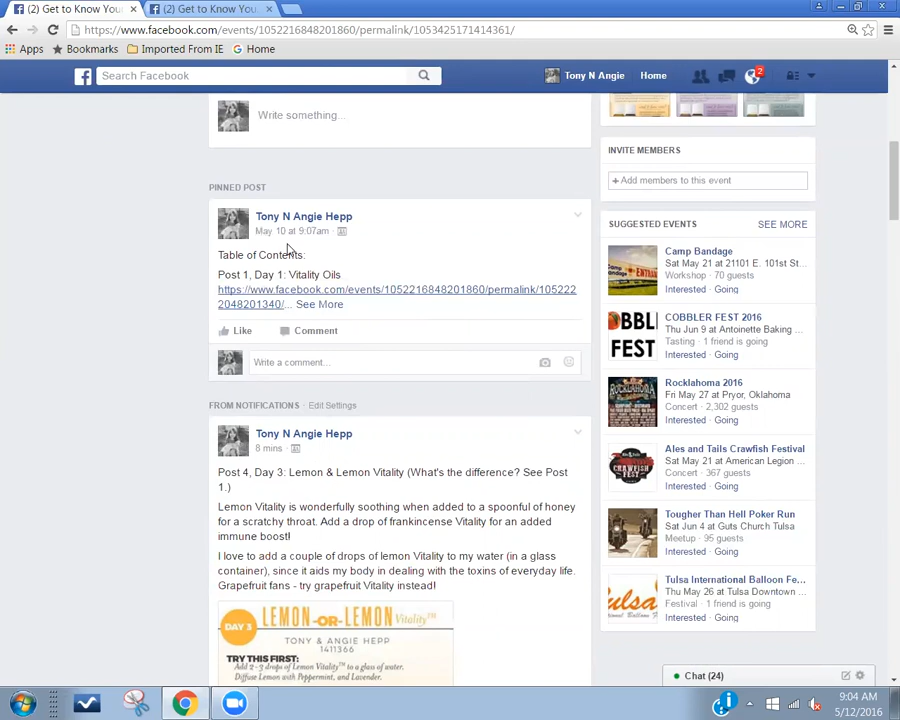 (2) Get to Know Your
(2) Get to Know Your
https://www.facebook.com/events/1052216848201860/permalink/1053425171414361/
Apps Bookmarks Imported From IE Home
Search Facebook
Tony N Angie Home 2
Write something...
PINNED POST
Tony N Angie Hepp
May 10 at 9:07am ·
Table of Contents:
Post 1, Day 1: Vitality Oils
https://www.facebook.com/events/1052216848201860/permalink/105222
2048201340/... See More
Like Comment
Write a comment...
FROM NOTIFICATIONS · Edit Settings
Tony N Angie Hepp
8 mins ·
Post 4, Day 3: Lemon & Lemon Vitality (What's the difference? See Post
1.)
Lemon Vitality is wonderfully soothing when added to a spoonful of honey
for a scratchy throat. Add a drop of frankincense Vitality for an added
immune boost!
I love to add a couple of drops of lemon Vitality to my water (in a glass
container), since it aids my body in dealing with the toxins of everyday life.
Grapefruit fans - try grapefruit Vitality instead!
DAY 3
LEMON-OR-LEMON Vitality™
TONY & ANGIE HEPP
1411366
TRY THIS FIRST:
Add 2-3 drops of Lemon Vitality™ to a glass of water.
Diffuse Lemon with Peppermint, and Lavender.
INVITE MEMBERS
+ Add members to this event
SUGGESTED EVENTS SEE MORE
Camp Bandage
Sat May 21 at 21101 E. 101st St...
Workshop · 70 guests
Interested · Going
COBBLER FEST 2016
Thu Jun 9 at Antoinette Baking ...
Tasting · 1 friend is going
Interested · Going
Rocklahoma 2016
Fri May 27 at Pryor, Oklahoma
Concert · 2,302 guests
Interested · Going
Ales and Tails Crawfish Festival
Sat May 21 at American Legion ...
Concert · 367 guests
Interested · Going
Tougher Than Hell Poker Run
Sat Jun 4 at Guts Church Tulsa
Meetup · 95 guests
Interested · Going
Tulsa International Balloon Fe...
Thu May 26 at Tulsa Downtown ...
Festival · 1 friend is going
Interested · Going
Chat (24)
9:04 AM
5/12/2016